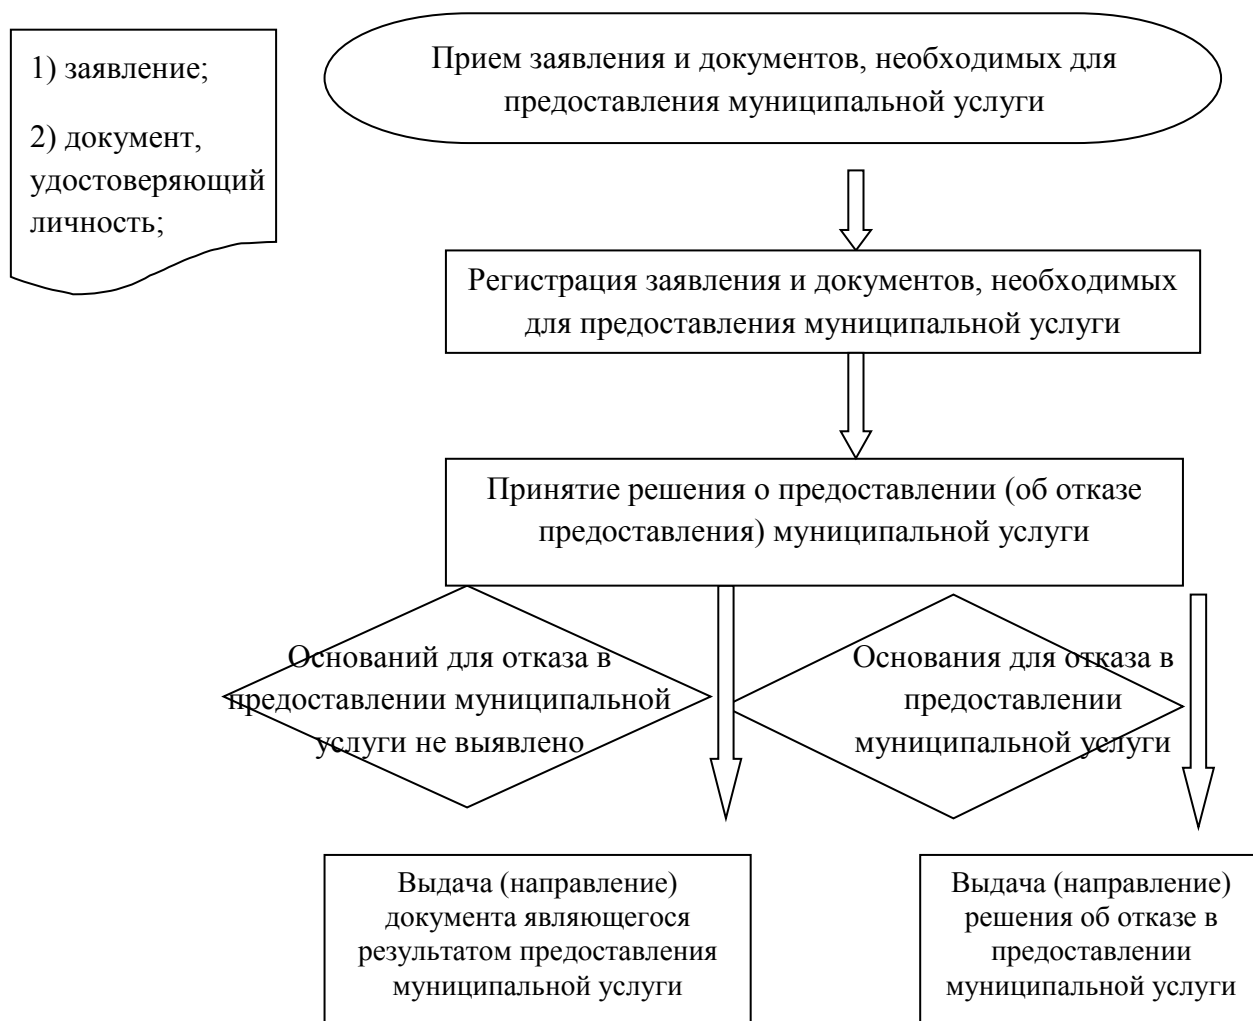 1) заявление;
2) документ,
удостоверяющий
личность;
Прием заявления и документов, необходимых для
предоставления муниципальной услуги
Регистрация заявления и документов, необходимых
для предоставления муниципальной услуги
Принятие решения о предоставлении (об отказе
предоставления) муниципальной услуги
Оснований для отказа в
предоставлении муниципальной
услуги не выявлено
Основания для отказа в
предоставлении
муниципальной услуги
Выдача (направление)
документа являющегося
результатом предоставления
муниципальной услуги
Выдача (направление)
решения об отказе в
предоставлении
муниципальной услуги